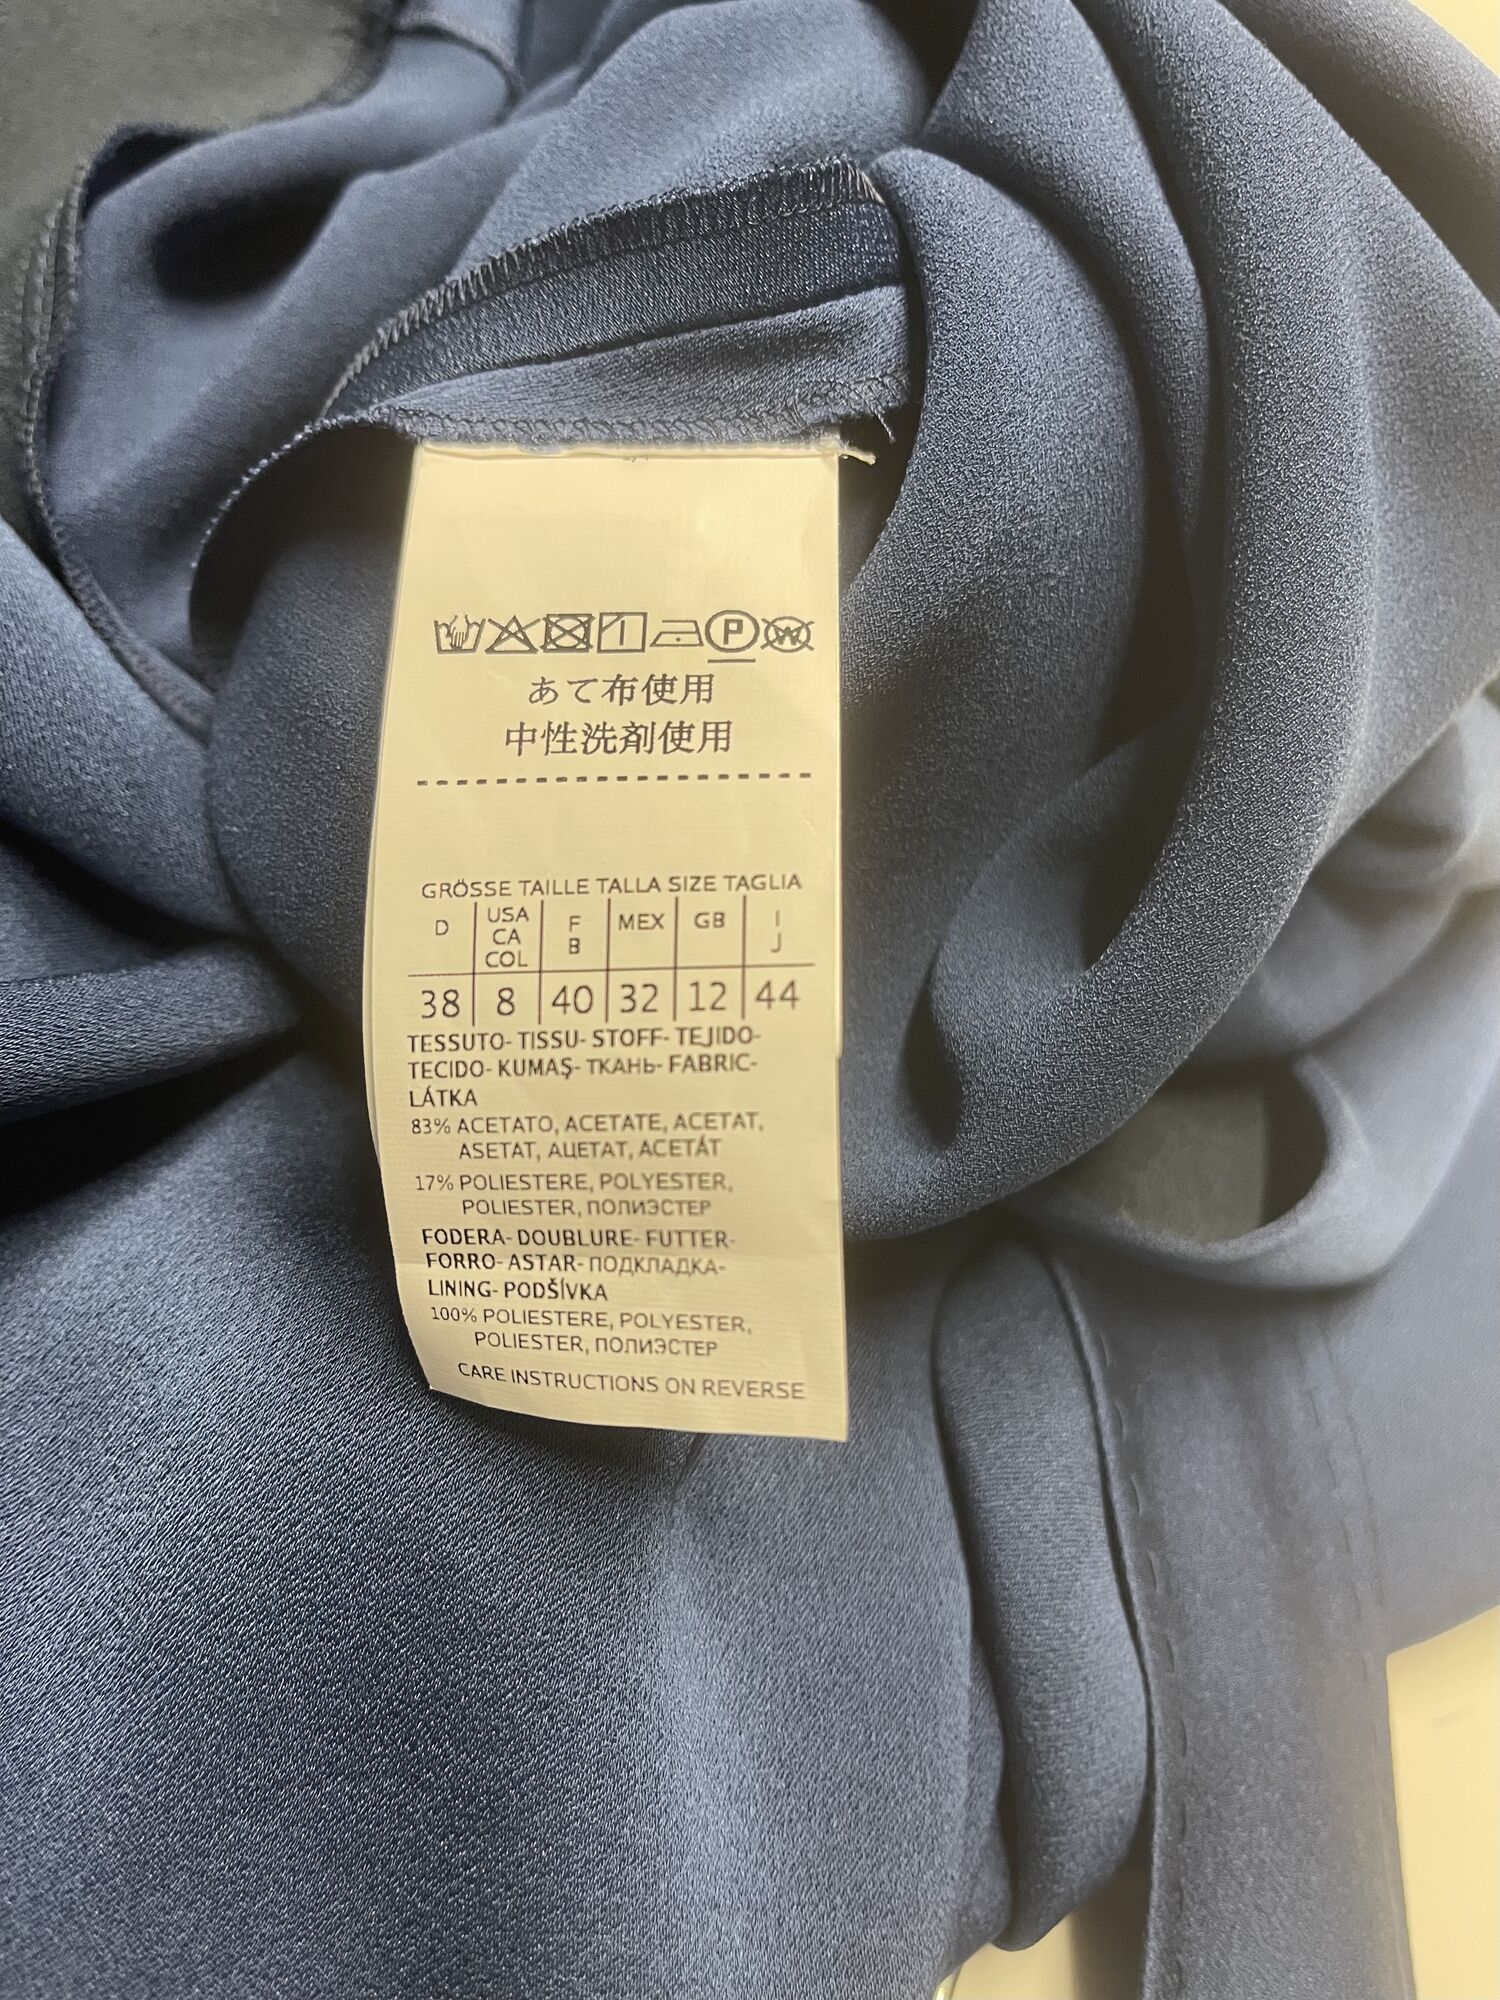 P W
あて布使用
中性洗剤使用
GRÖSSE TAILLE TALLA SIZE TAGLIA
D USA CA COL F B MEX GB I J
38 8 40 32 12 44
TESSUTO- TISSU- STOFF- TEJIDO-
TECIDO- KUMAŞ- ТКАНЬ- FABRIC-
LÁTKA
83% ACETATO, ACETATE, ACETAT,
ASETAT, АЦЕТАТ, ACETÁT
17% POLIESTERE, POLYESTER,
POLIESTER, ПОЛИЭСТЕР
FODERA- DOUBLURE- FUTTER-
FORRO- ASTAR- ПОДКЛАДКА-
LINING- PODŠÍVKA
100% POLIESTERE, POLYESTER,
POLIESTER, ПОЛИЭСТЕР
CARE INSTRUCTIONS ON REVERSE